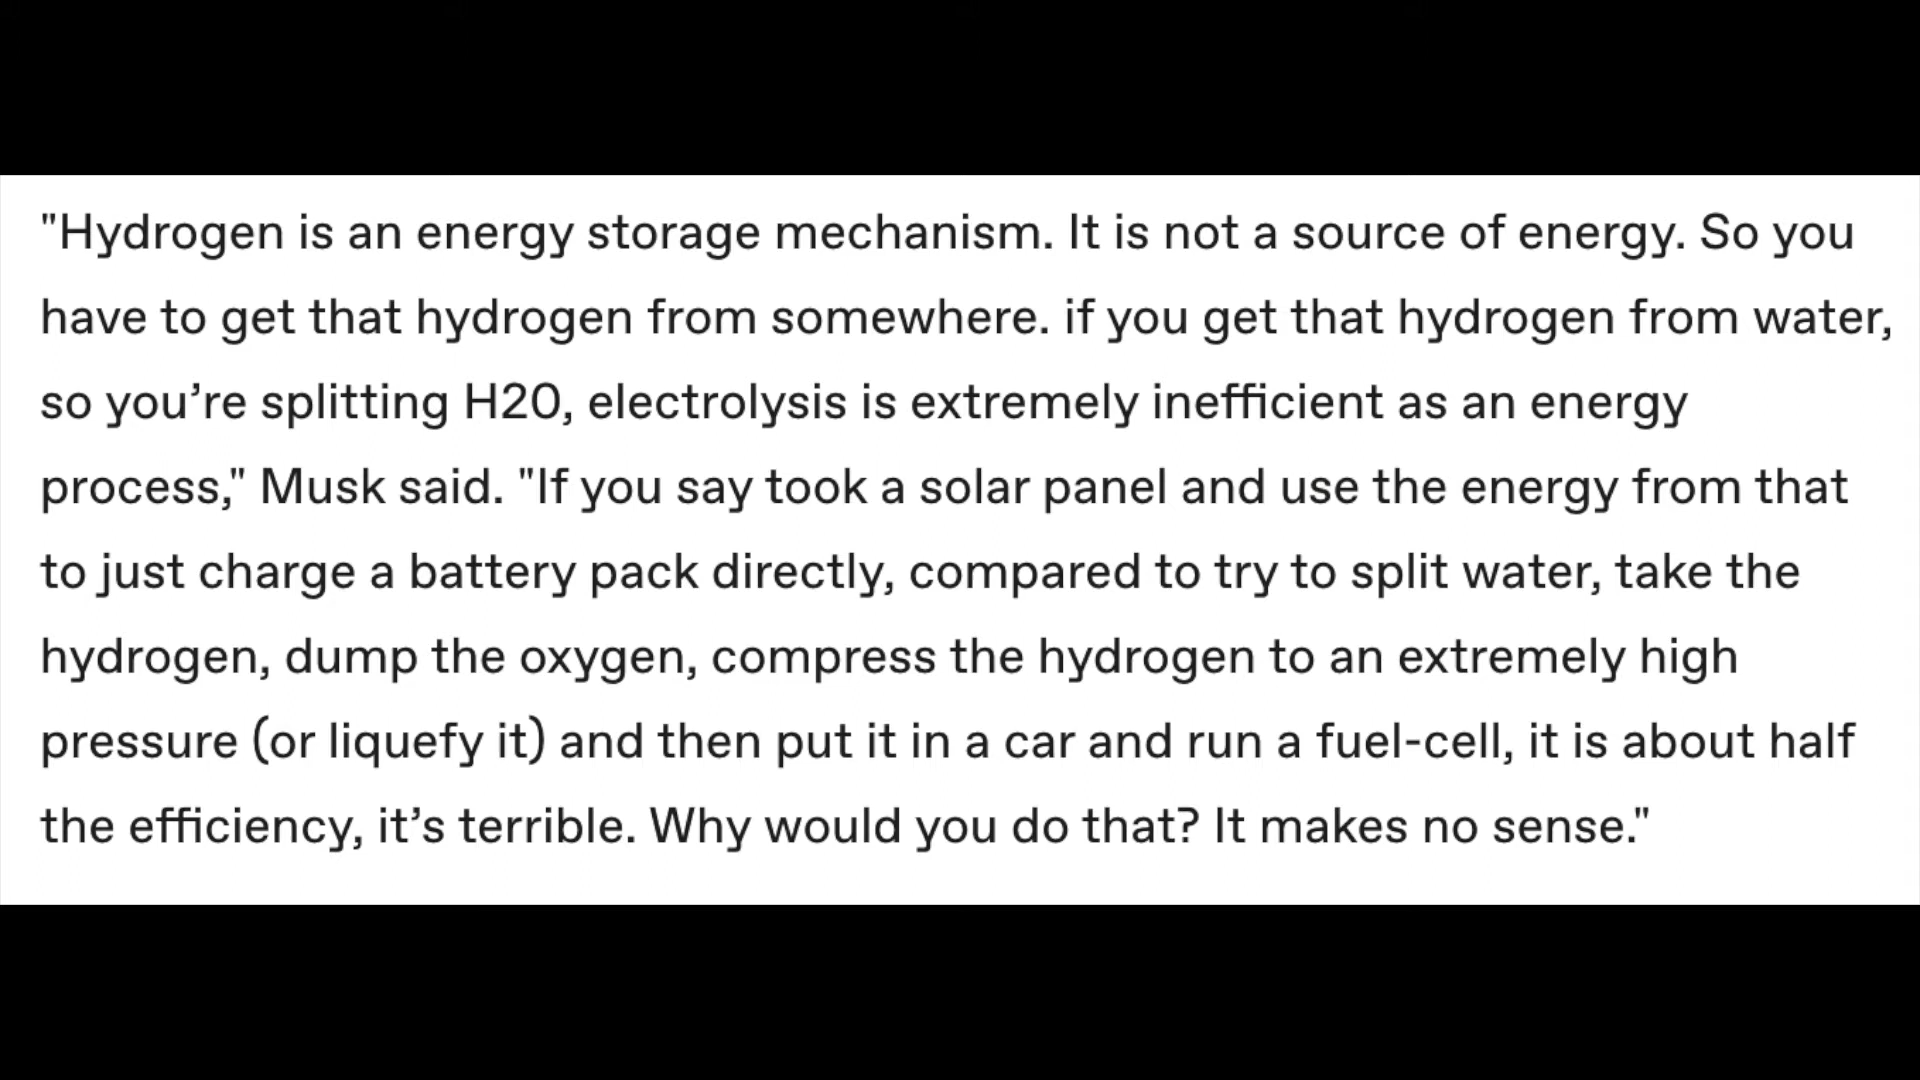 "Hydrogen is an energy storage mechanism. It is not a source of energy. So you
have to get that hydrogen from somewhere. if you get that hydrogen from water,
so you’re splitting H2O, electrolysis is extremely inefficient as an energy
process," Musk said. "If you say took a solar panel and use the energy from that
to just charge a battery pack directly, compared to try to split water, take the
hydrogen, dump the oxygen, compress the hydrogen to an extremely high
pressure (or liquefy it) and then put it in a car and run a fuel-cell, it is about half
the efficiency, it’s terrible. Why would you do that? It makes no sense."